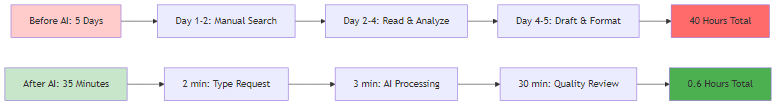 Before AI: 5 Days
Day 1-2: Manual Search
Day 2-4: Read & Analyze
Day 4-5: Draft & Format
40 Hours Total
After AI: 35 Minutes
2 min: Type Request
3 min: AI Processing
30 min: Quality Review
0.6 Hours Total